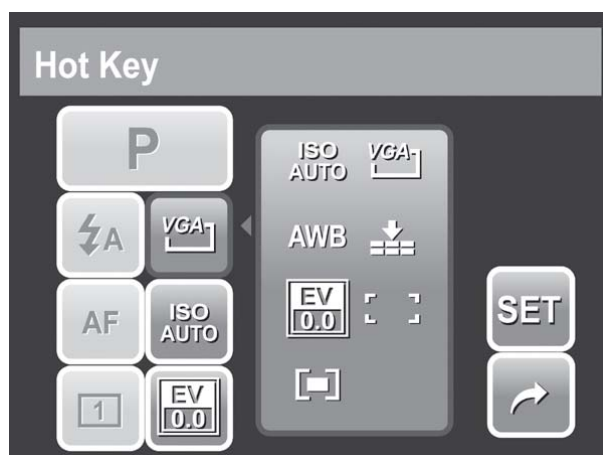 Hot Key
P
ISO VGA
AUTO
A VGA
AWB
AF ISO
AUTO
EV
0.0
SET
1 EV
0.0